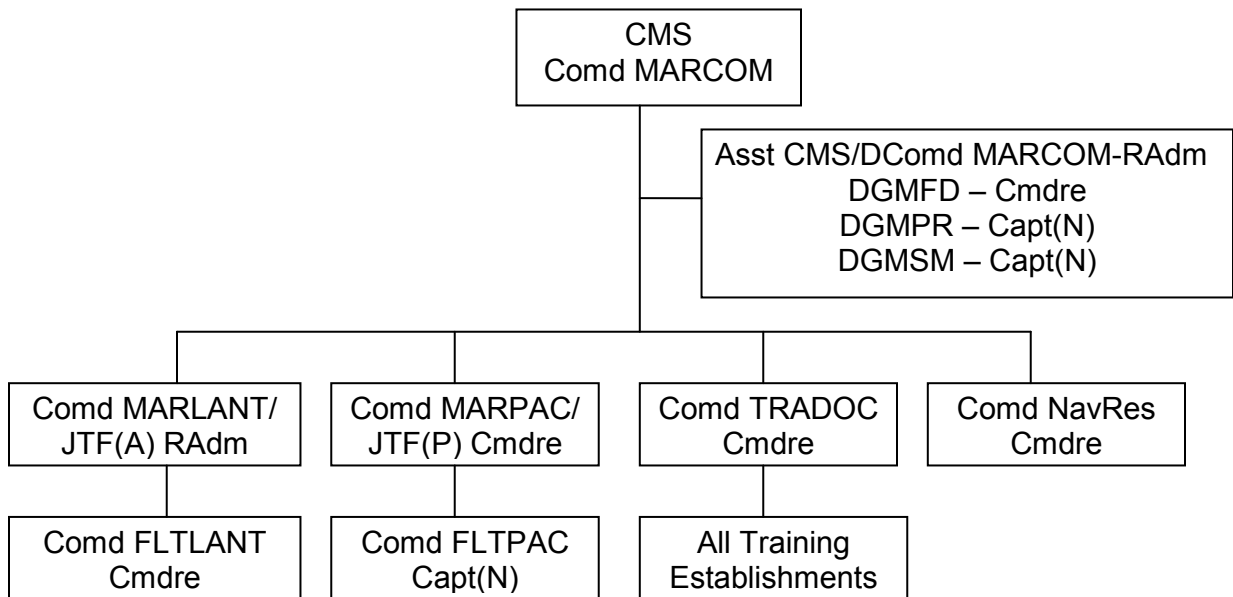 CMS
Comd MARCOM
Asst CMS/DComd MARCOM-RAdm
DGMFD – Cmdre
DGMPR – Capt(N)
DGMSM – Capt(N)
Comd MARLANT/
JTF(A) RAdm
Comd MARPAC/
JTF(P) Cmdre
Comd TRADOC
Cmdre
Comd NavRes
Cmdre
Comd FLTLANT
Cmdre
Comd FLTPAC
Capt(N)
All Training
Establishments